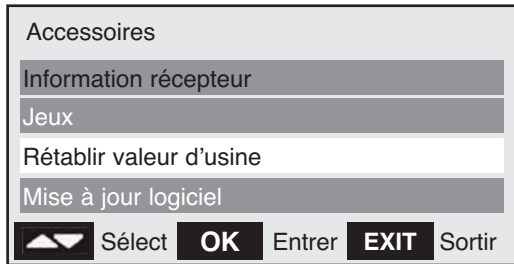 Accessoires
Information récepteur
Jeux
Rétablir valeur d'usine
Mise à jour logiciel
Sélect OK Entrer EXIT Sortir